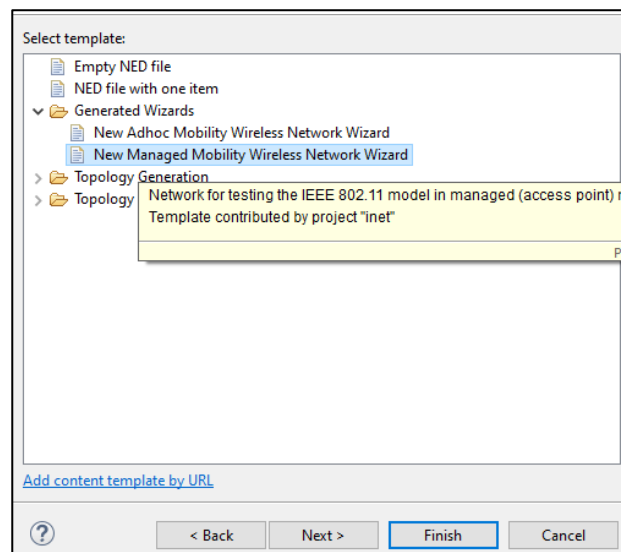 Select template:
Empty NED file
NED file with one item
Generated Wizards
New Adhoc Mobility Wireless Network Wizard
New Managed Mobility Wireless Network Wizard
Topology Generation
Topology
Network for testing the IEEE 802.11 model in managed (access point)
Template contributed by project "inet"
Add content template by URL
?
< Back Next > Finish Cancel